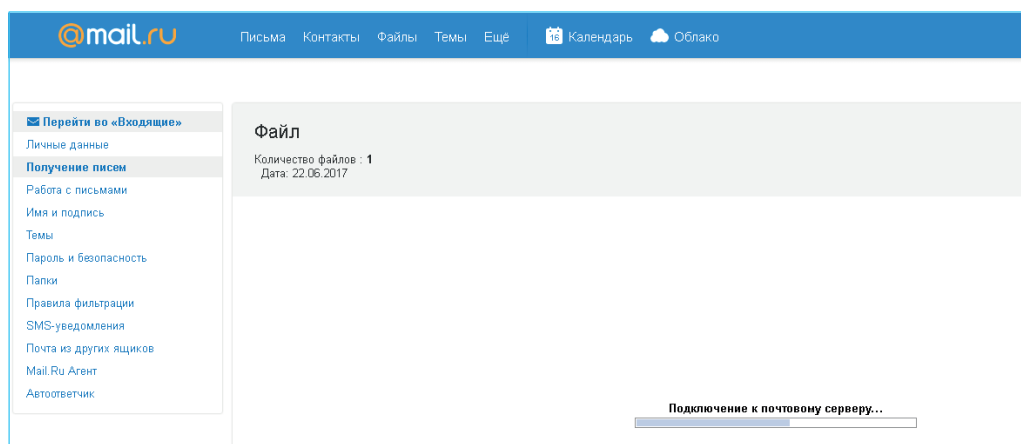 @mail.ru Письма Контакты Файлы Темы Ещё 16 Календарь Облако
Перейти во «Входящие»
Личные данные
Получение писем
Работа с письмами
Имя и подпись
Темы
Пароль и безопасность
Папки
Правила фильтрации
SMS-уведомления
Почта из других ящиков
Mail.Ru Агент
Автоответчик
Файл
Количество файлов : 1
Дата: 22.06.2017
Подключение к почтовому серверу...